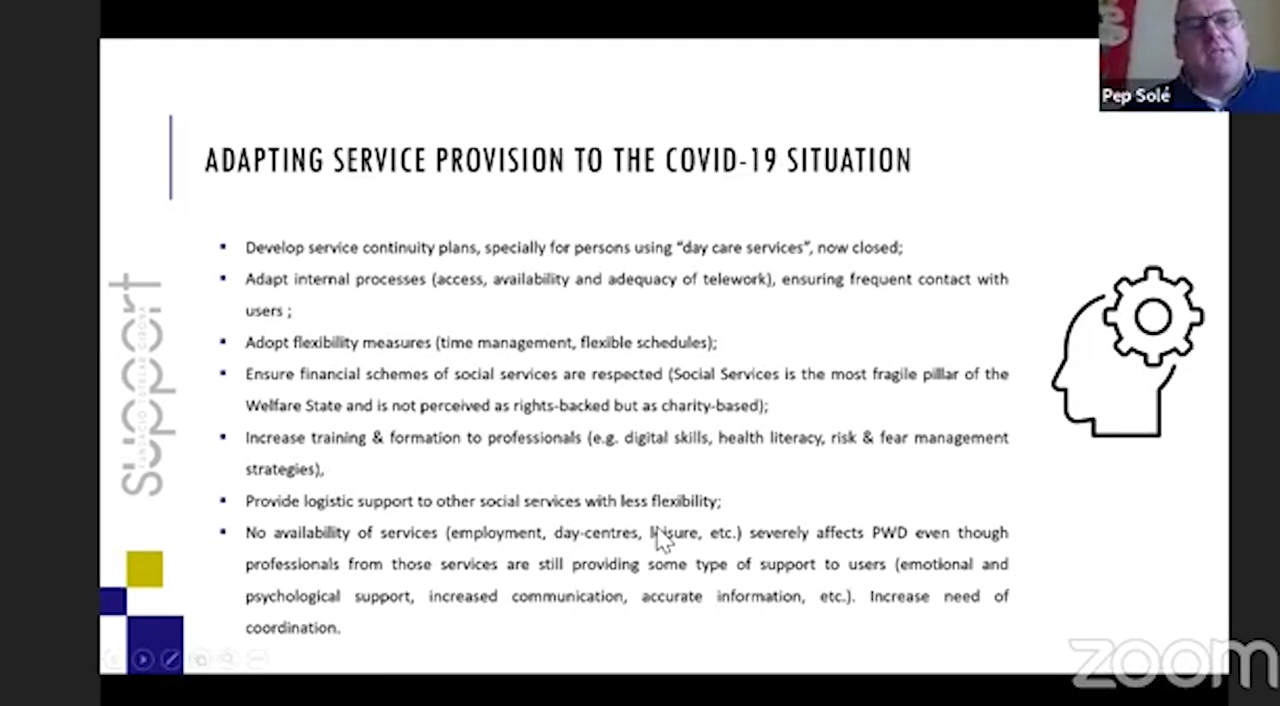 Pep Solé
ADAPTING SERVICE PROVISION TO THE COVID-19 SITUATION
Develop service continuity plans, specially for persons using “day care services”, now closed;
Adapt internal processes (access, availability and adequacy of telework), ensuring frequent contact with
users ;
Adopt flexibility measures (time management, flexible schedules);
Ensure financial schemes of social services are respected (Social Services is the most fragile pillar of the
Welfare State and is not perceived as rights-backed but as charity-based);
Increase training & formation to professionals (e.g. digital skills, health literacy, risk & fear management
strategies),
Provide logistic support to other social services with less flexibility;
No availability of services (employment, day-centres, leisure, etc.) severely affects PWD even though
professionals from those services are still providing some type of support to users (emotional and
psychological support, increased communication, accurate information, etc.). Increase need of
coordination.
Support
FUNDACIÓ TUTELAR GIRONA
zoom